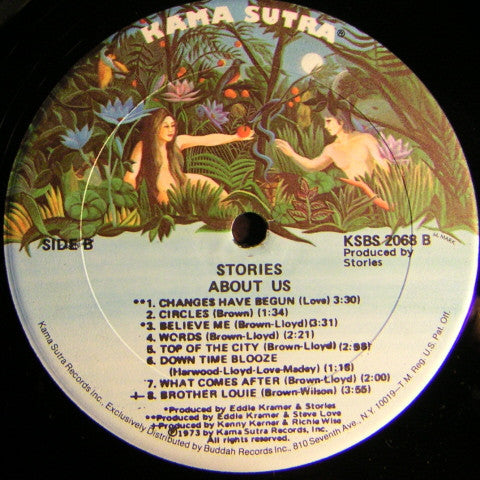 KAMA SUTRA®
T.M. MARK
SIDE B
KSBS 2068 B
Produced by
Stories
STORIES
ABOUT US
**1. CHANGES HAVE BEGUN (Love) 3:30
2. CIRCLES (Brown) (1:34)
*3. BELIEVE ME (Brown-Lloyd)(3:31)
4. WORDS (Brown-Lloyd) (2:21)
5. TOP OF THE CITY (Brown-Lloyd) (2:58)
6. DOWN TIME BLOOZE
(Harwood-Lloyd-Love-Madey) (1:16)
7. WHAT COMES AFTER (Brown-Lloyd) (2:00)
+8. BROTHER LOUIE (Brown-Wilson) (3:55)
*Produced by Eddie Kramer & Stories
**Produced by Eddie Kramer & Steve Love
+Produced by Kenny Kerner & Richie Wise
℗1973 by Kama Sutra Records, Inc.
All rights reserved.
Kama Sutra Records Inc., Exclusively Distributed by Buddah Records Inc., 810 Seventh Ave., N.Y. 10019-T.M. Reg. U.S. Pat. Off.